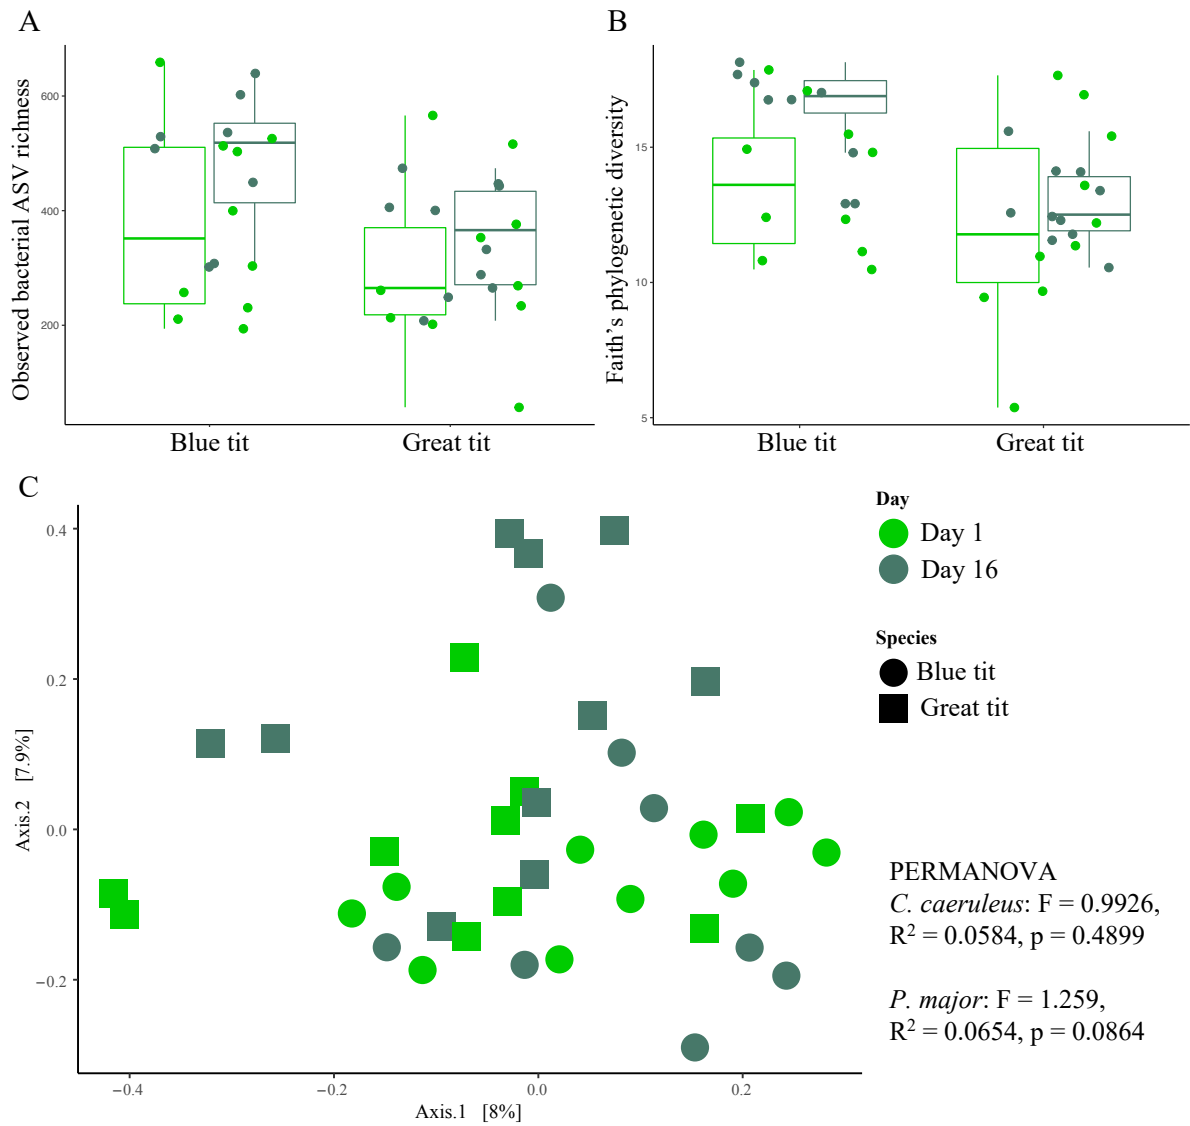 A
Observed bacterial ASV richness
600
400
200
Blue tit
Great tit
B
Faith's phylogenetic diversity
15
10
5
Blue tit
Great tit
C
Axis.2 [7.9%]
0.4
0.2
0.0
−0.2
−0.4
−0.2
0.0
0.2
Axis.1 [8%]
Day
Day 1
Day 16
Species
Blue tit
Great tit
PERMANOVA
C. caeruleus: F = 0.9926,
R² = 0.0584, p = 0.4899
P. major: F = 1.259,
R² = 0.0654, p = 0.0864